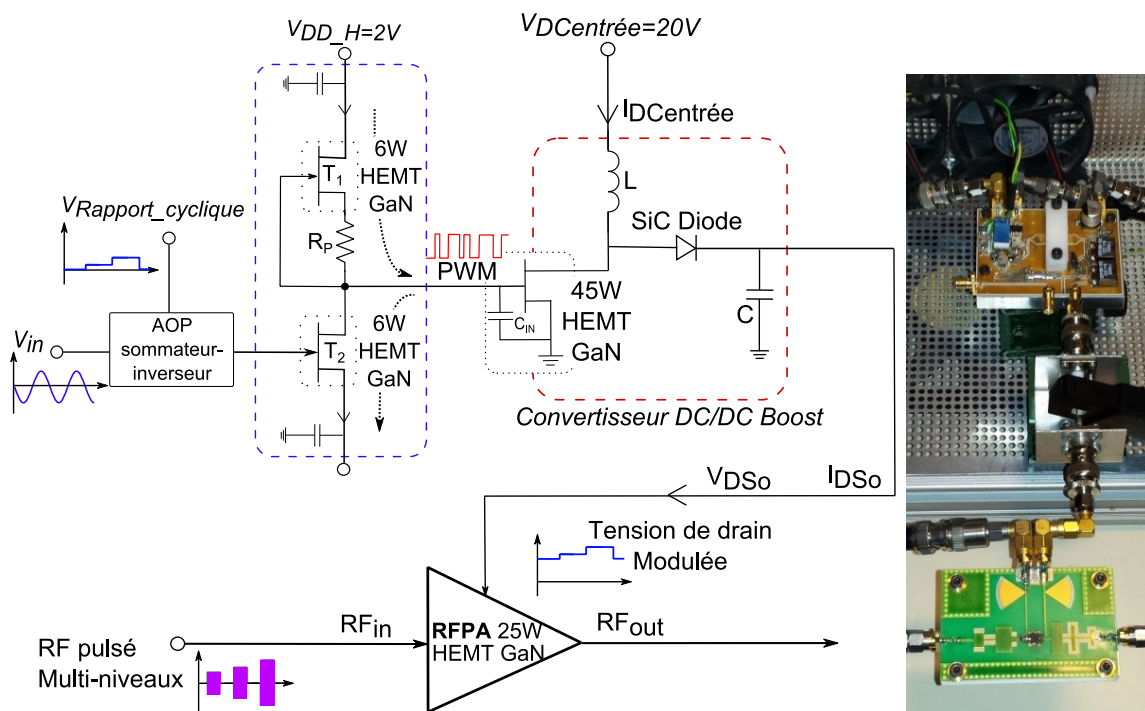 VDD_H=2V
VDCentrée=20V
IDCentrée
6W
HEMT
GaN
T1
RP
L
SiC Diode
VRapport_cyclique
PWM
45W
HEMT
GaN
CIN
C
AOP
sommateur-
inverseur
Vin
6W
HEMT
GaN
T2
Convertisseur DC/DC Boost
VDSo
IDSo
Tension de drain
Modulée
RFin
RFPA 25W
HEMT GaN
RFout
RF pulsé
Multi-niveaux